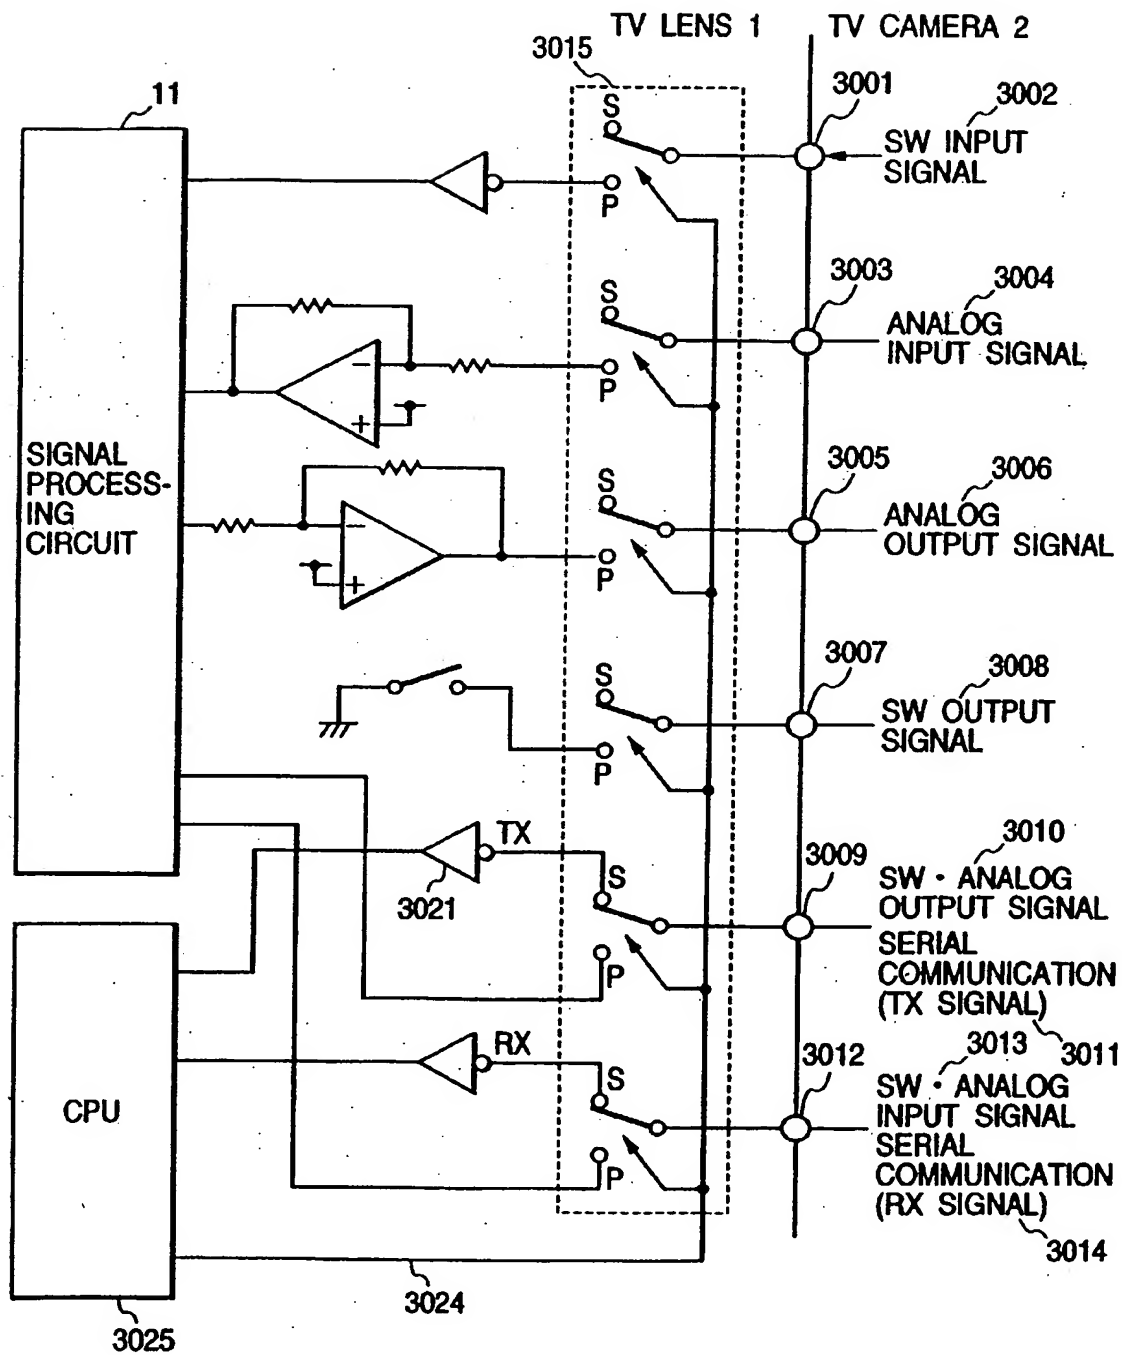 TV LENS 1 TV CAMERA 2
3015
11
3001
3002
S
SW INPUT
SIGNAL
P
3003
3004
S
ANALOG
INPUT SIGNAL
−
P
+
SIGNAL
PROCESS-
ING
CIRCUIT
3005
3006
S
ANALOG
OUTPUT SIGNAL
−
P
+
3007
3008
S
SW OUTPUT
SIGNAL
P
TX
3021
3009
3010
S
SW・ANALOG
OUTPUT SIGNAL
SERIAL
COMMUNICATION
(TX SIGNAL)
P
3011
RX
3012
3013
S
SW・ANALOG
INPUT SIGNAL
SERIAL
COMMUNICATION
(RX SIGNAL)
P
3014
CPU
3024
3025